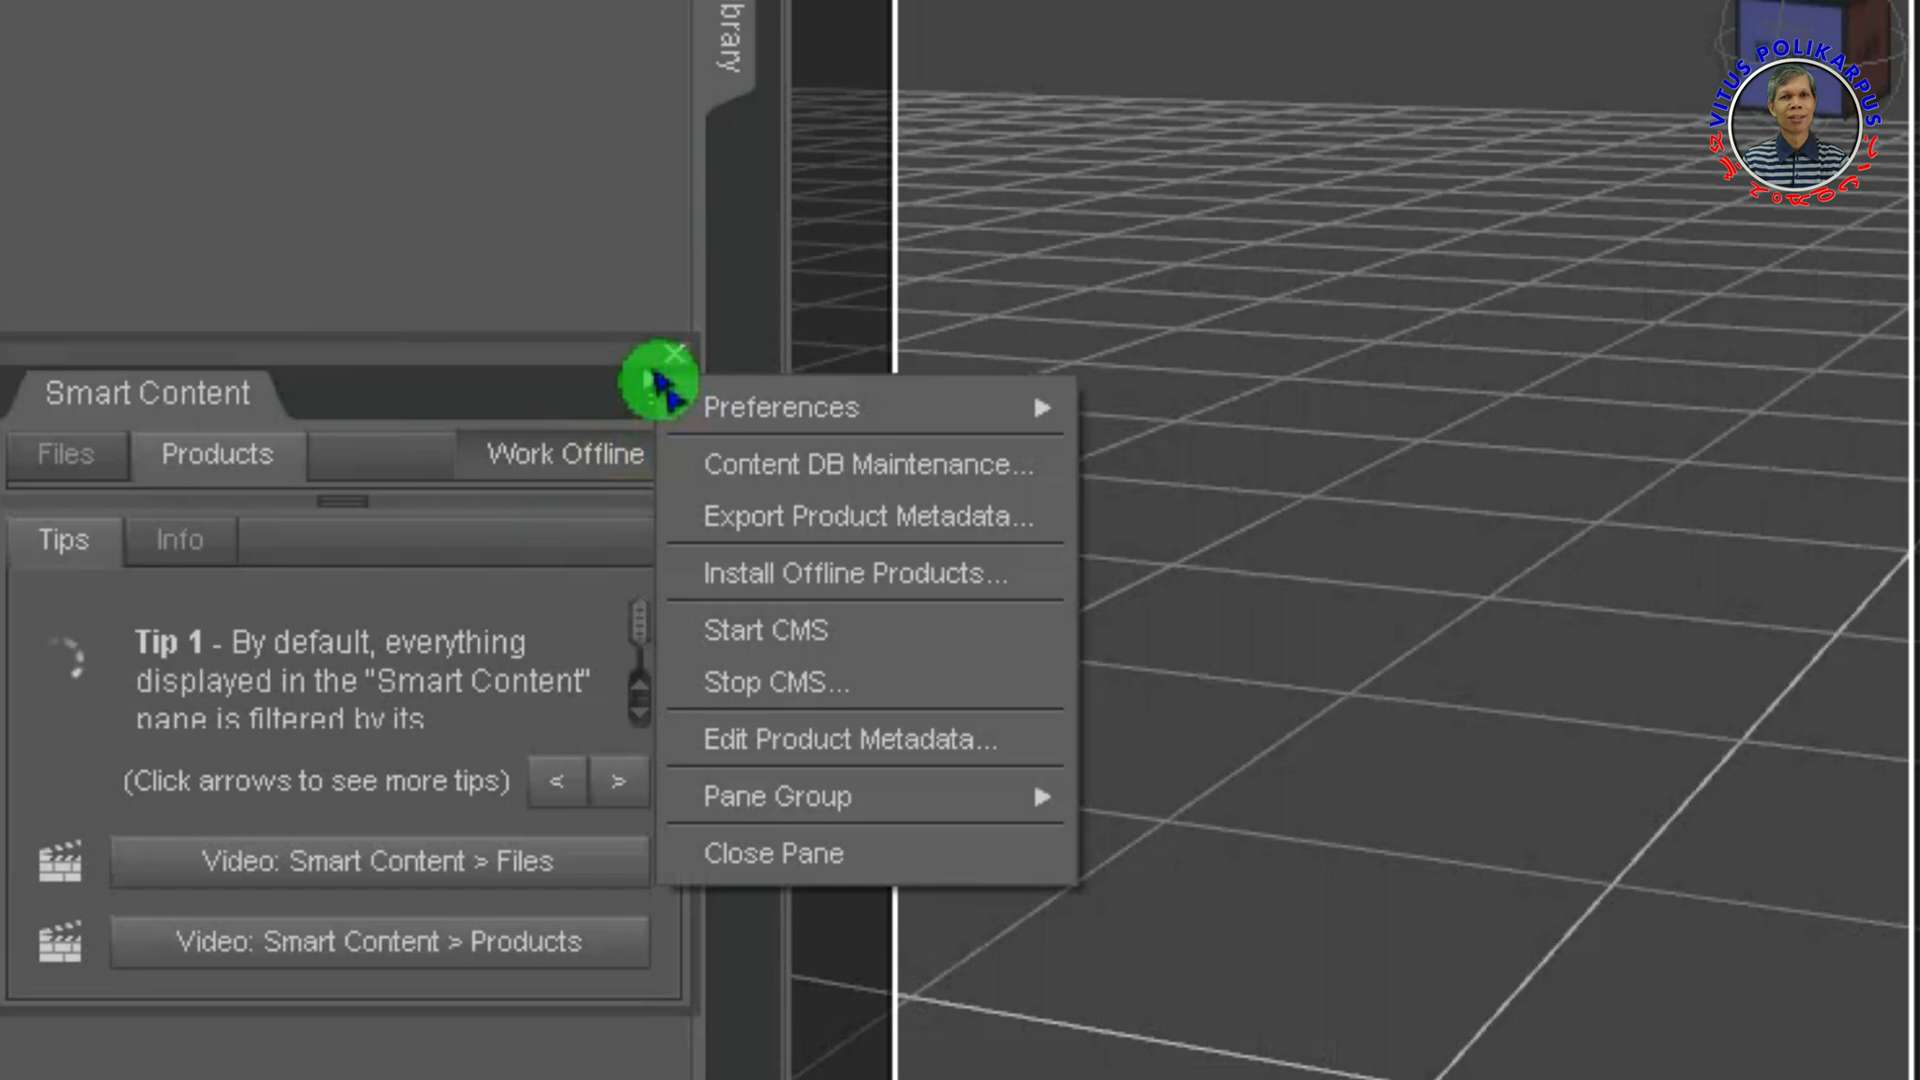 brary
VITUS POLIKARPUS
Smart Content
Files
Products
Work Offline
Tips
Info
Tip 1 - By default, everything
displayed in the "Smart Content"
pane is filtered by its
(Click arrows to see more tips)
<
>
Video: Smart Content > Files
Video: Smart Content > Products
Preferences
Content DB Maintenance...
Export Product Metadata...
Install Offline Products...
Start CMS
Stop CMS...
Edit Product Metadata...
Pane Group
Close Pane